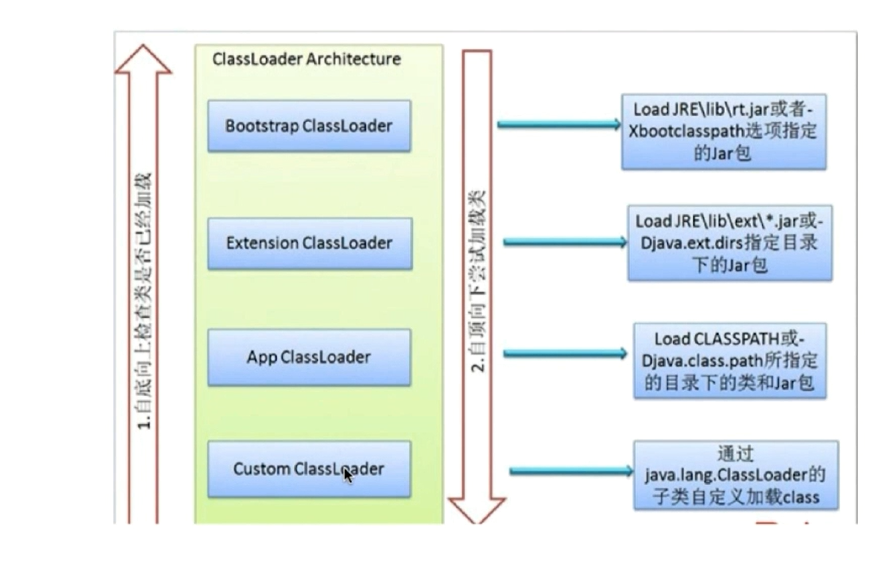 ClassLoader Architecture
Bootstrap ClassLoader
Extension ClassLoader
App ClassLoader
Custom ClassLoader
1.自底向上检查类是否已经加载
2.自顶向下尝试加载类
Load JRE\lib\rt.jar或者-
Xbootclasspath选项指定
的Jar包
Load JRE\lib\ext\*.jar或-
Djava.ext.dirs指定目录
下的Jar包
Load CLASSPATH或-
Djava.class.path所指定
的目录下的类和Jar包
通过
java.lang.ClassLoader的
子类自定义加载class